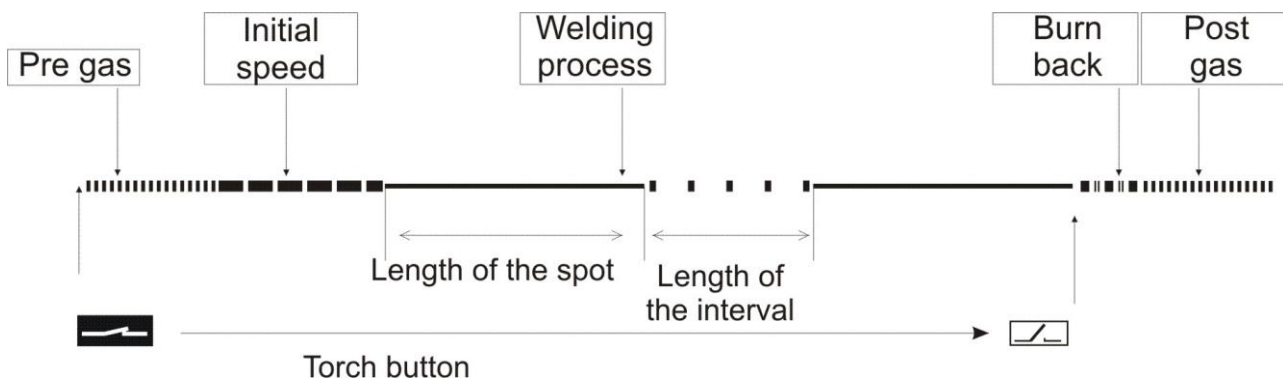 Pre gas
Initial
speed
Welding
process
Burn
back
Post
gas
Length of the spot
Length of
the interval
Torch button